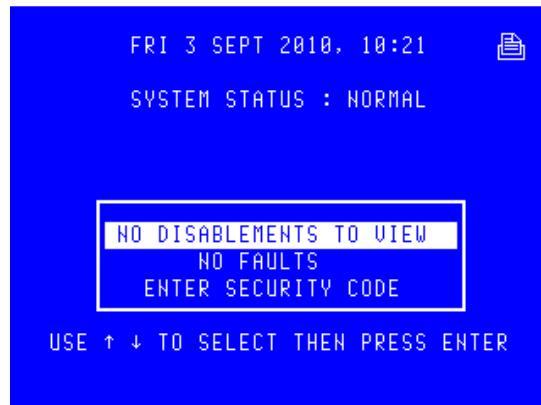 FRI 3 SEPT 2010, 10:21
SYSTEM STATUS : NORMAL
NO DISABLEMENTS TO VIEW
NO FAULTS
ENTER SECURITY CODE
USE ↑ ↓ TO SELECT THEN PRESS ENTER